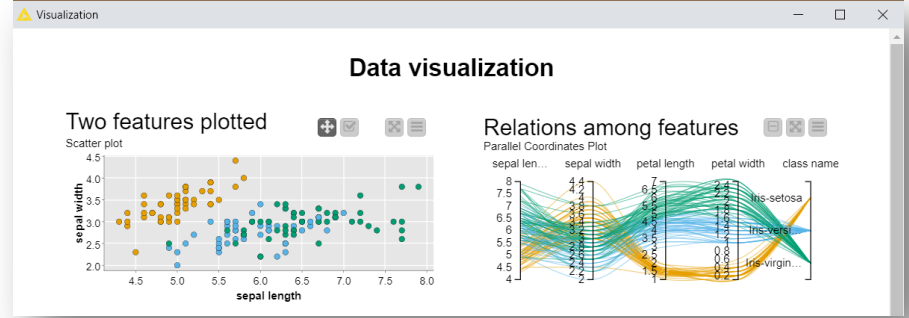 Visualization
Data visualization
Two features plotted
Scatter plot
4.5
4.0
3.5
3.0
2.5
2.0
sepal width
4.5 5.0 5.5 6.0 6.5 7.0 7.5 8.0
sepal length
Relations among features
Parallel Coordinates Plot
sepal len... sepal width petal length petal width class name
8
7.5
7
6.5
6
5.5
5
4.5
4
4.4
4.2
4
2.4
2.2
2
7
1.5
1
2.4
2.2
0.8
0.6
0.4
0.2
Iris-setosa
Iris-versi...
Iris-virgin...